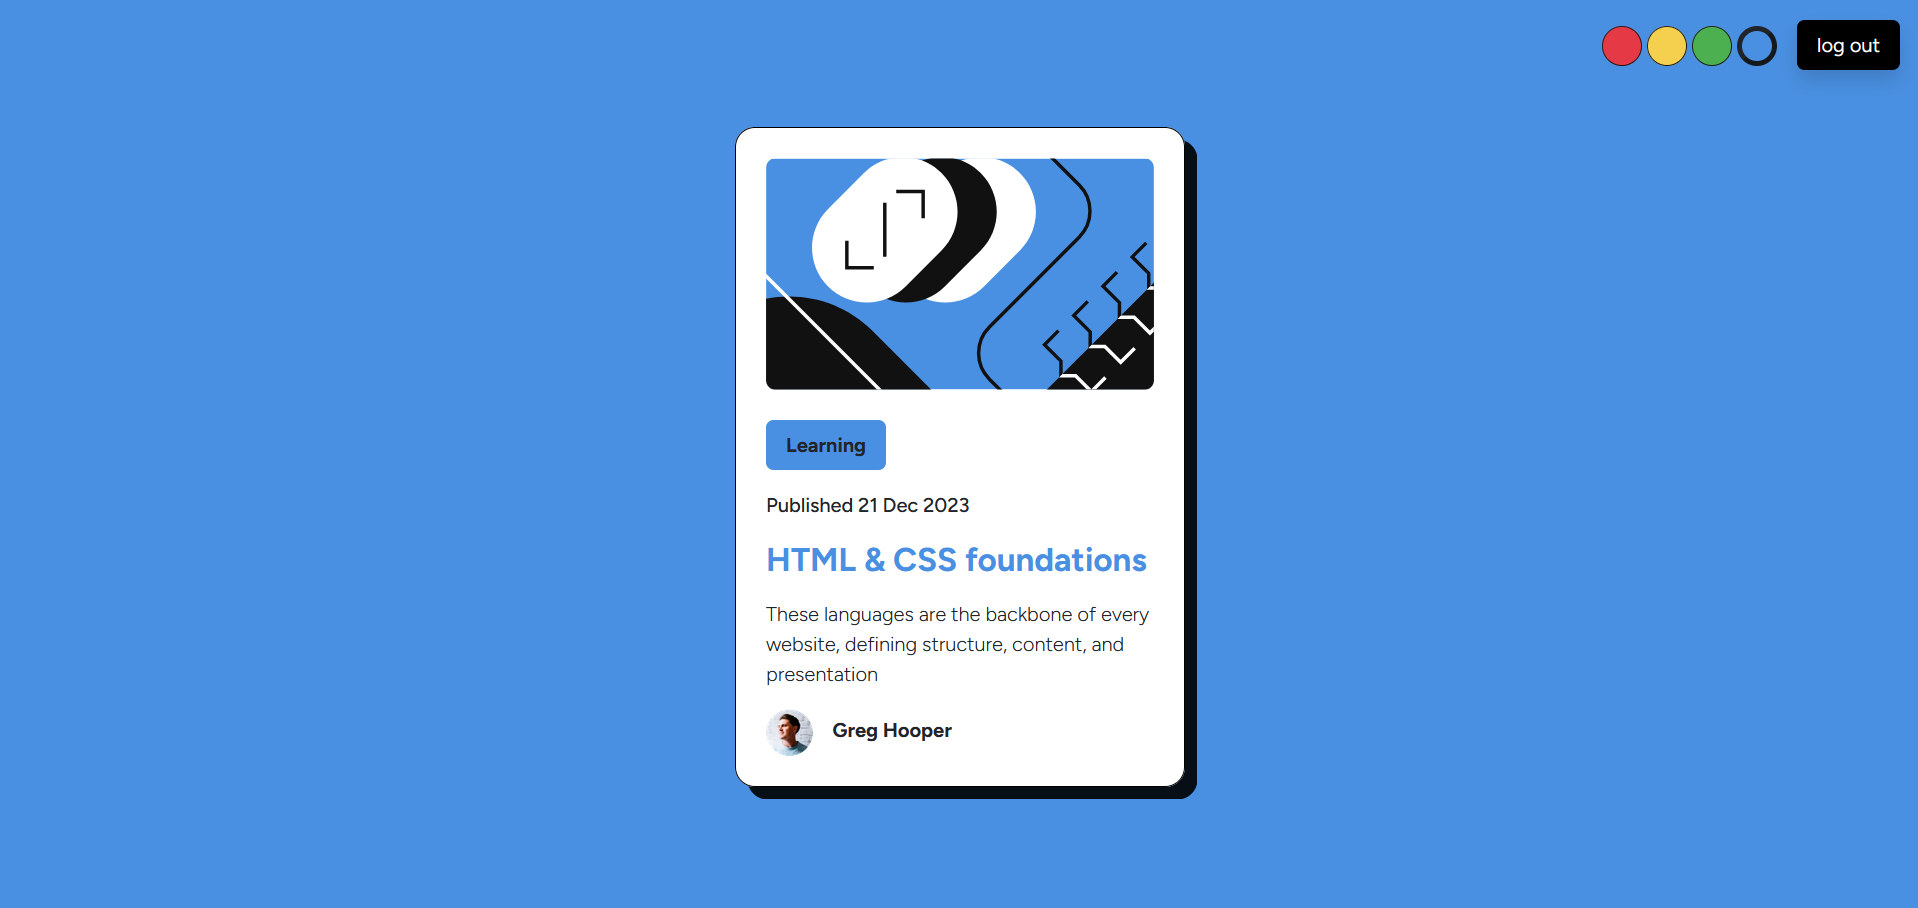 log out
Learning
Published 21 Dec 2023
HTML & CSS foundations
These languages are the backbone of every
website, defining structure, content, and
presentation
Greg Hooper